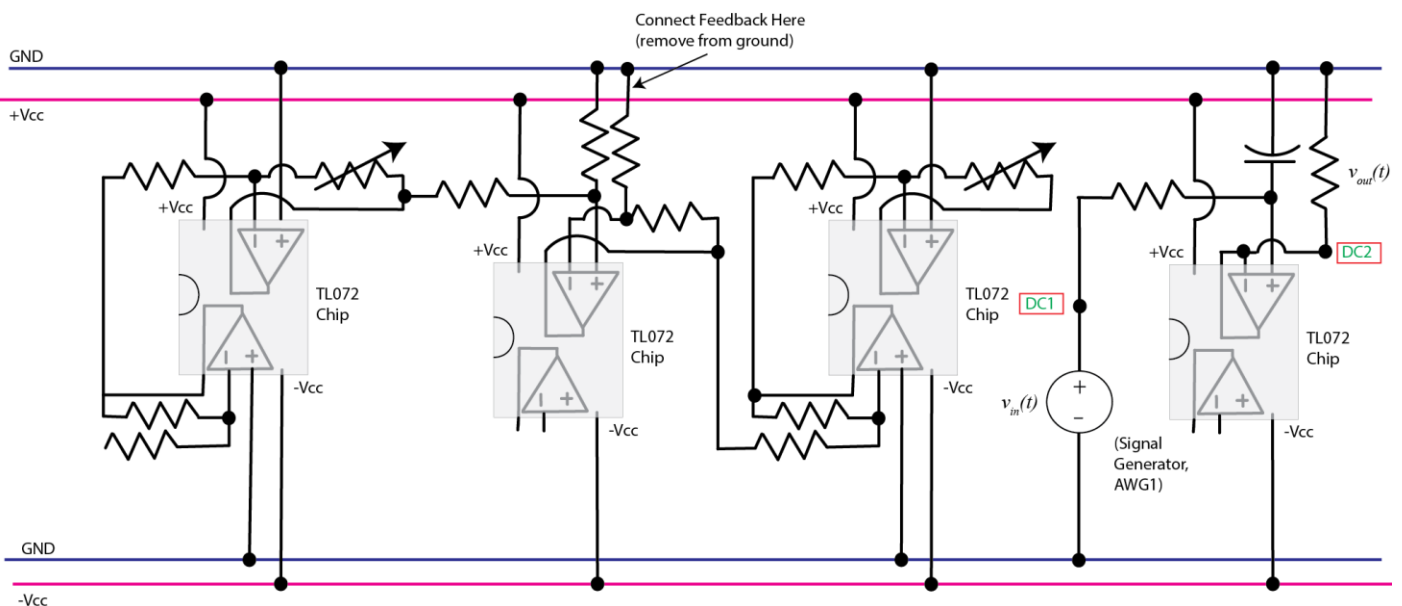 Connect Feedback Here
(remove from ground)
GND
+Vcc
+Vcc
TL072
Chip
-Vcc
+Vcc
TL072
Chip
-Vcc
+Vcc
TL072
Chip
-Vcc
DC1
+
-
v_in(t)
(Signal
Generator,
AWG1)
+Vcc
v_out(t)
DC2
TL072
Chip
-Vcc
GND
-Vcc